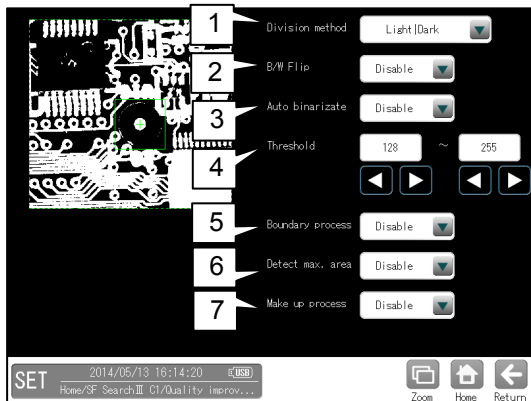 1 Division method Light|Dark
2 B/W Flip Disable
3 Auto binarizate Disable
4 Threshold 128 ~ 255
5 Boundary process Disable
6 Detect max. area Disable
7 Make up process Disable
SET 2014/05/13 16:14:20 USB
Home/SF SearchⅢ C1/Quality improv...
Zoom Home Return